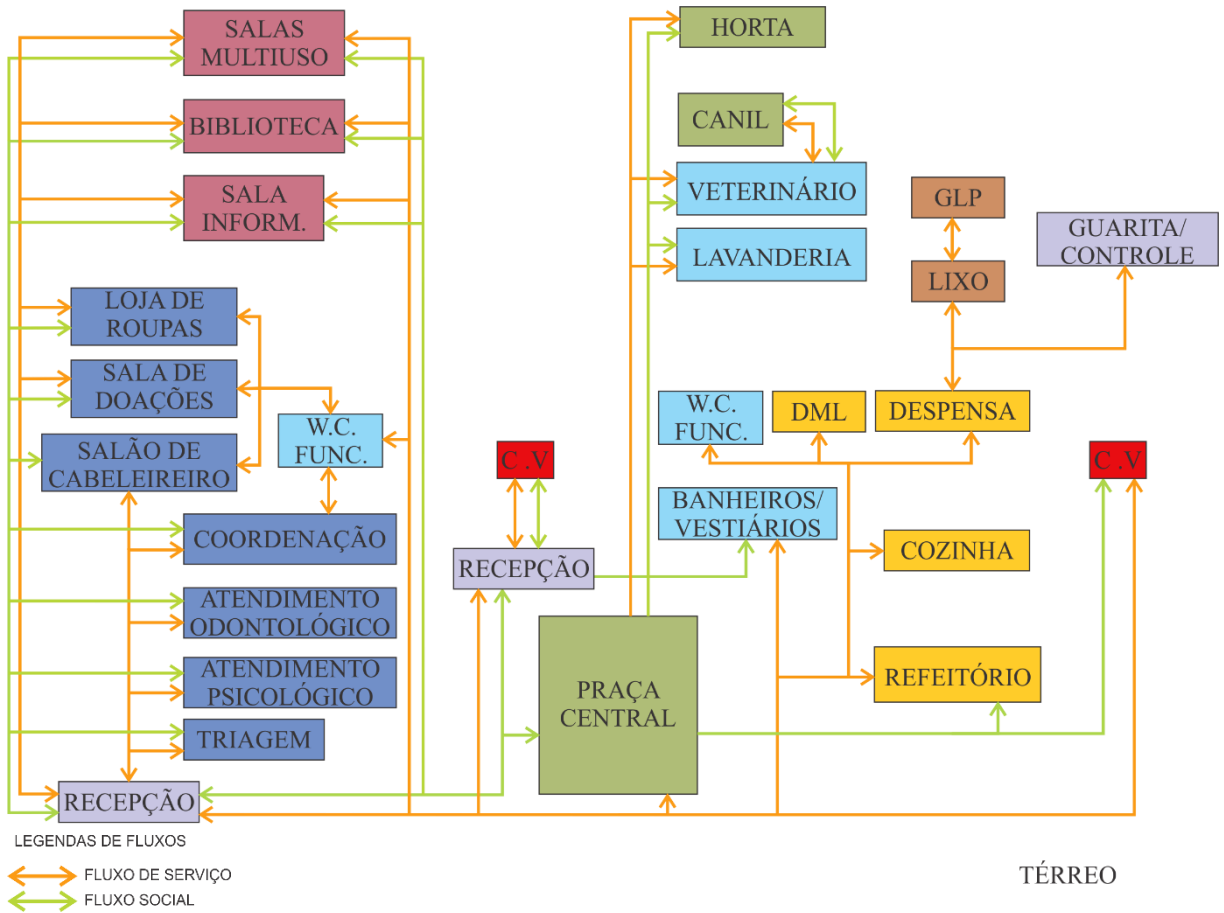 SALAS
MULTIUSO
HORTA
BIBLIOTECA
CANIL
SALA
INFORM.
VETERINÁRIO
GLP
GUARITA/
CONTROLE
LAVANDERIA
LIXO
LOJA DE
ROUPAS
SALA DE
DOAÇÕES
W.C.
FUNC.
DML
DESPENSA
SALÃO DE
CABELEIREIRO
W.C.
FUNC.
C .V
C .V
BANHEIROS/
VESTIÁRIOS
COORDENAÇÃO
COZINHA
RECEPÇÃO
ATENDIMENTO
ODONTOLÓGICO
ATENDIMENTO
PSICOLÓGICO
PRAÇA
CENTRAL
REFEITÓRIO
TRIAGEM
RECEPÇÃO
LEGENDAS DE FLUXOS
FLUXO DE SERVIÇO
FLUXO SOCIAL
TÉRREO